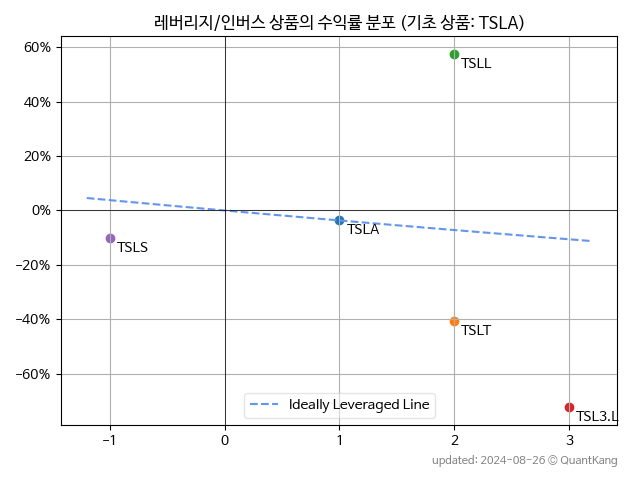 레버리지/인버스 상품의 수익률 분포 (기초 상품: TSLA)
60%
TSLL
40%
20%
0%
TSLA
TSLS
−20%
−40%
TSLT
−60%
Ideally Leveraged Line
TSL3.L
−1 0 1 2 3
updated: 2024-08-26 © QuantKang